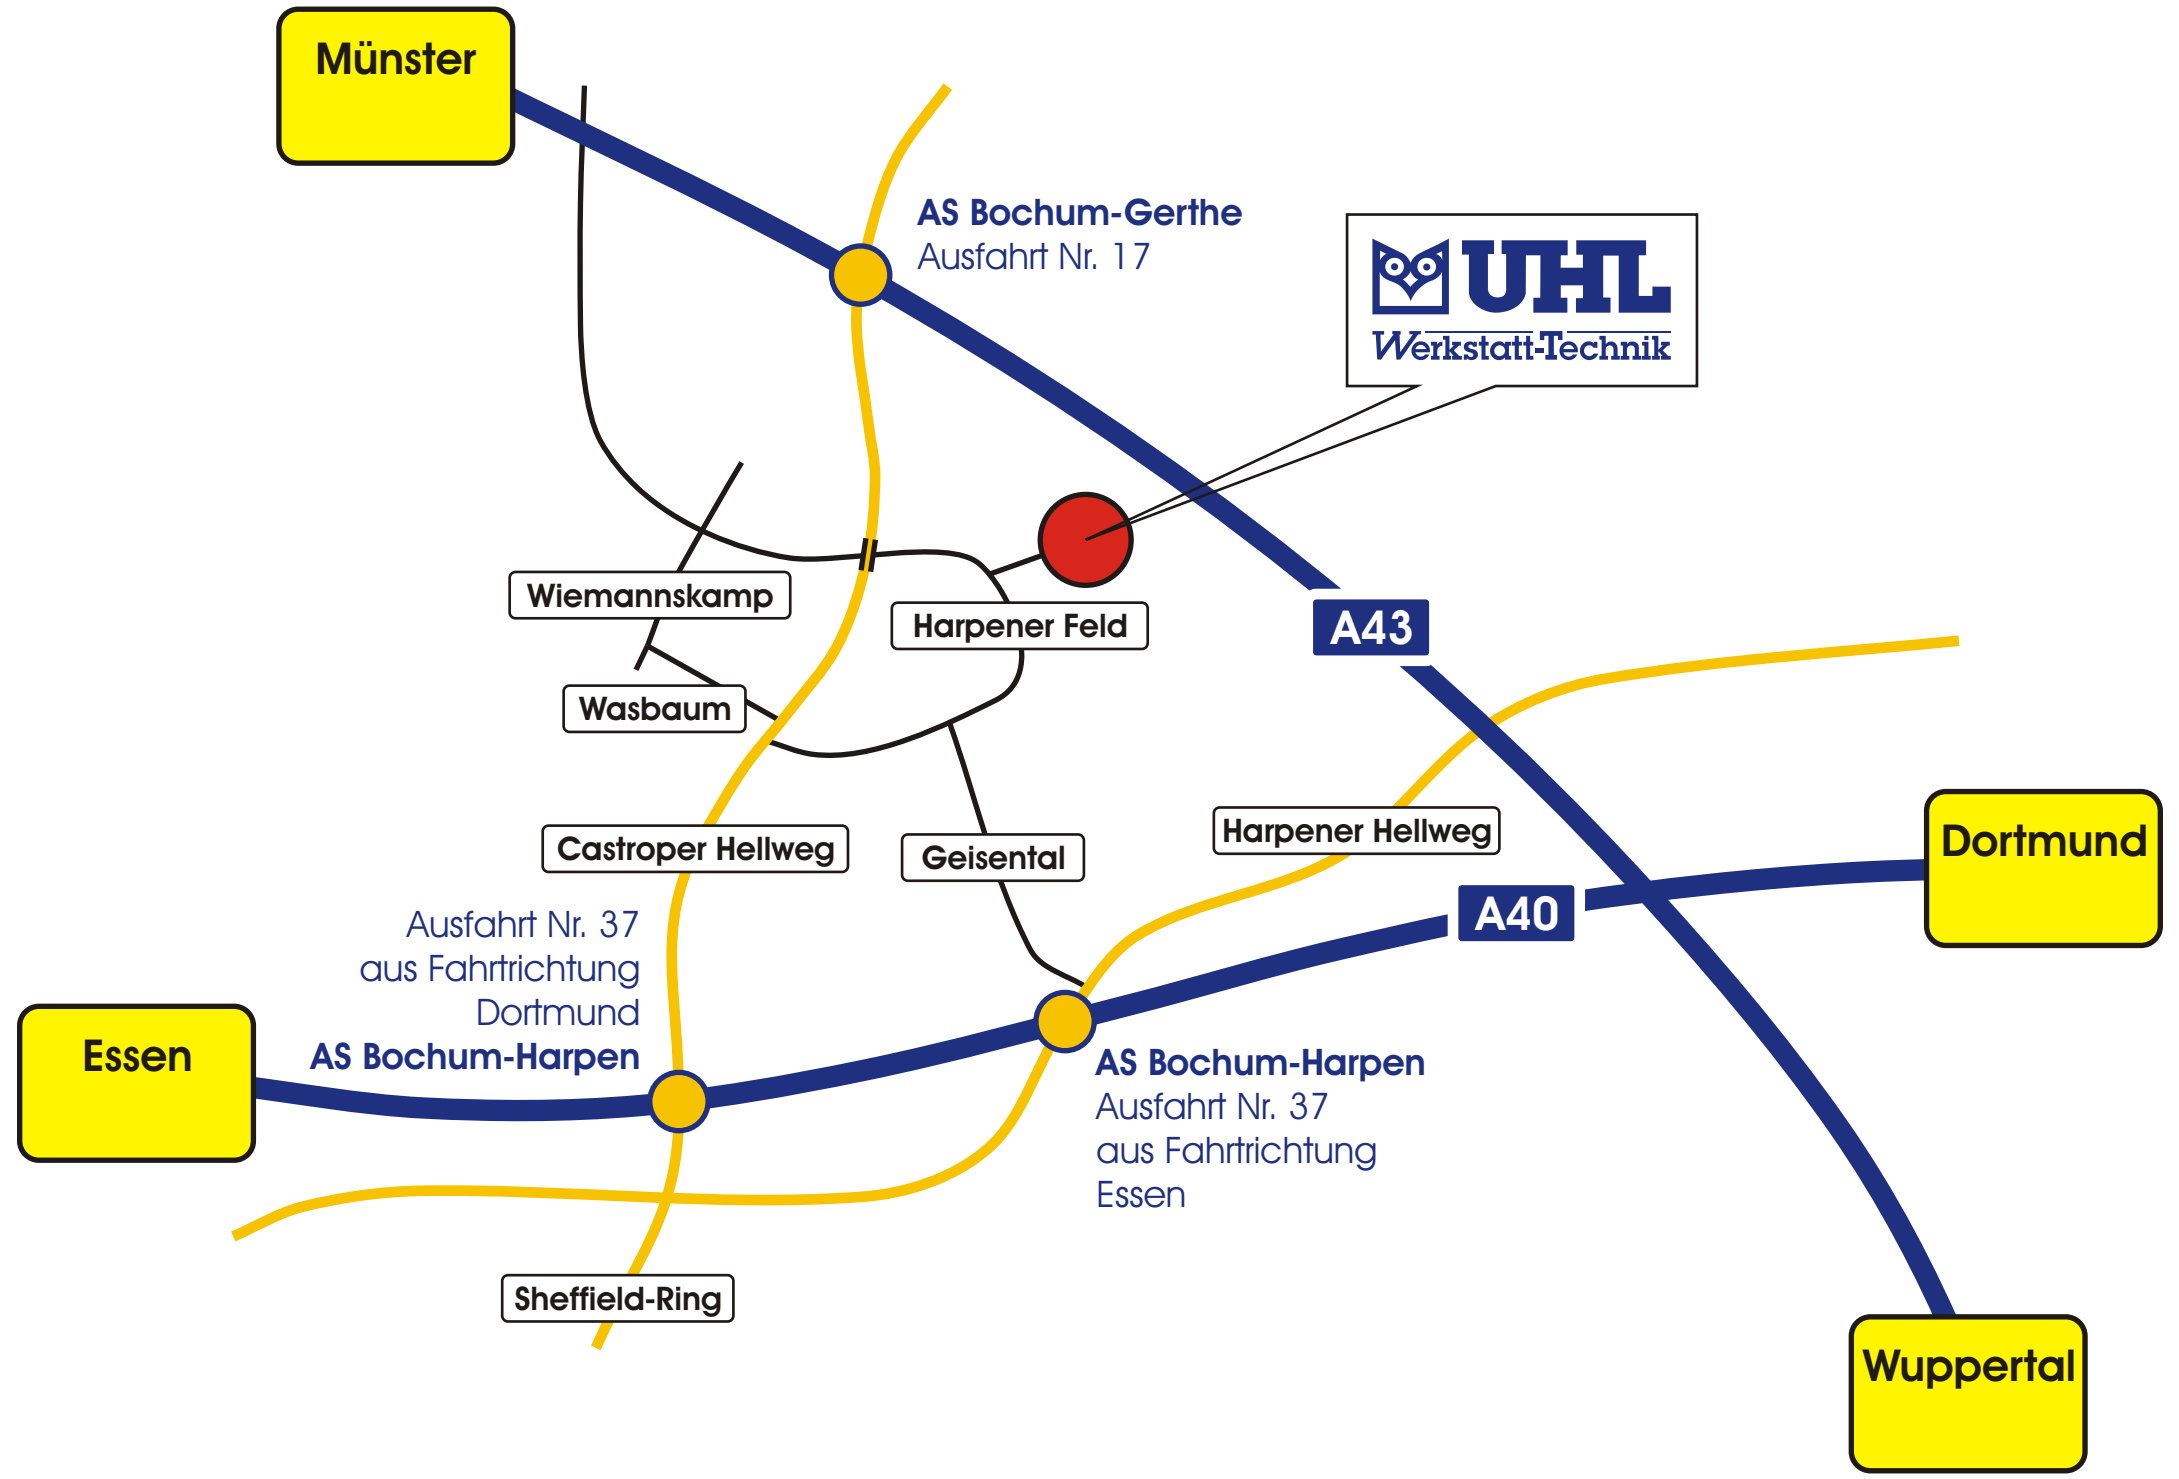 Münster
AS Bochum-Gerthe
Ausfahrt Nr. 17
UHL
Werkstatt-Technik
Wiemannskamp
Harpener Feld
A43
Wasbaum
Castroper Hellweg
Geisental
Harpener Hellweg
Dortmund
A40
Ausfahrt Nr. 37
aus Fahrtrichtung
Dortmund
AS Bochum-Harpen
Essen
AS Bochum-Harpen
Ausfahrt Nr. 37
aus Fahrtrichtung
Essen
Sheffield-Ring
Wuppertal